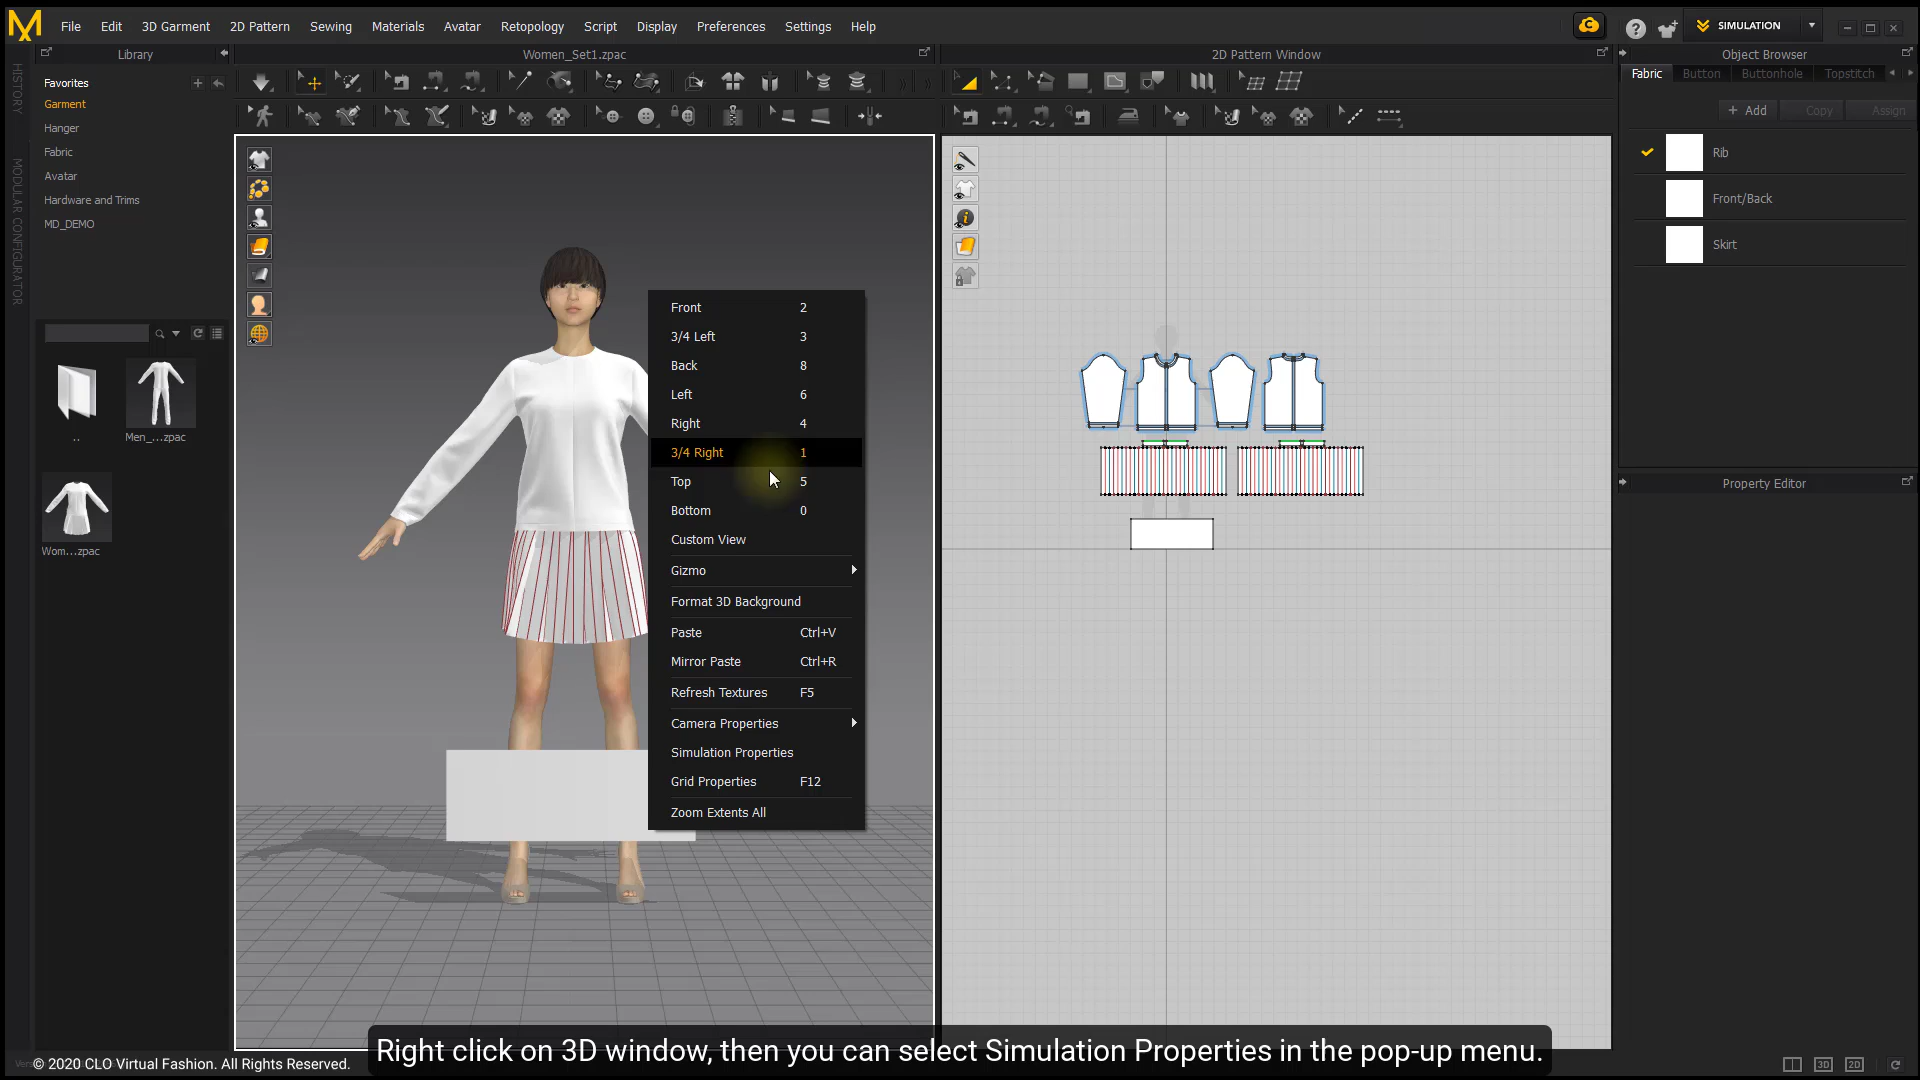 File Edit 3D Garment 2D Pattern Sewing Materials Avatar Retopology Script Display Preferences Settings Help
SIMULATION
Library
Women_Set1.zpac
2D Pattern Window
Object Browser
HISTORY
MODULAR CONFIGURATOR
Favorites
Garment
Hanger
Fabric
Avatar
Hardware and Trims
MD_DEMO
..
Men_...zpac
Wom...zpac
Front 2
3/4 Left 3
Back 8
Left 6
Right 4
3/4 Right 1
Top 5
Bottom 0
Custom View
Gizmo
Format 3D Background
Paste Ctrl+V
Mirror Paste Ctrl+R
Refresh Textures F5
Camera Properties
Simulation Properties
Grid Properties F12
Zoom Extents All
Fabric Button Buttonhole Topstitch
+ Add Copy Assign
Rib
Front/Back
Skirt
Property Editor
© 2020 CLO Virtual Fashion. All Rights Reserved.
Right click on 3D window, then you can select Simulation Properties in the pop-up menu.
3D 2D